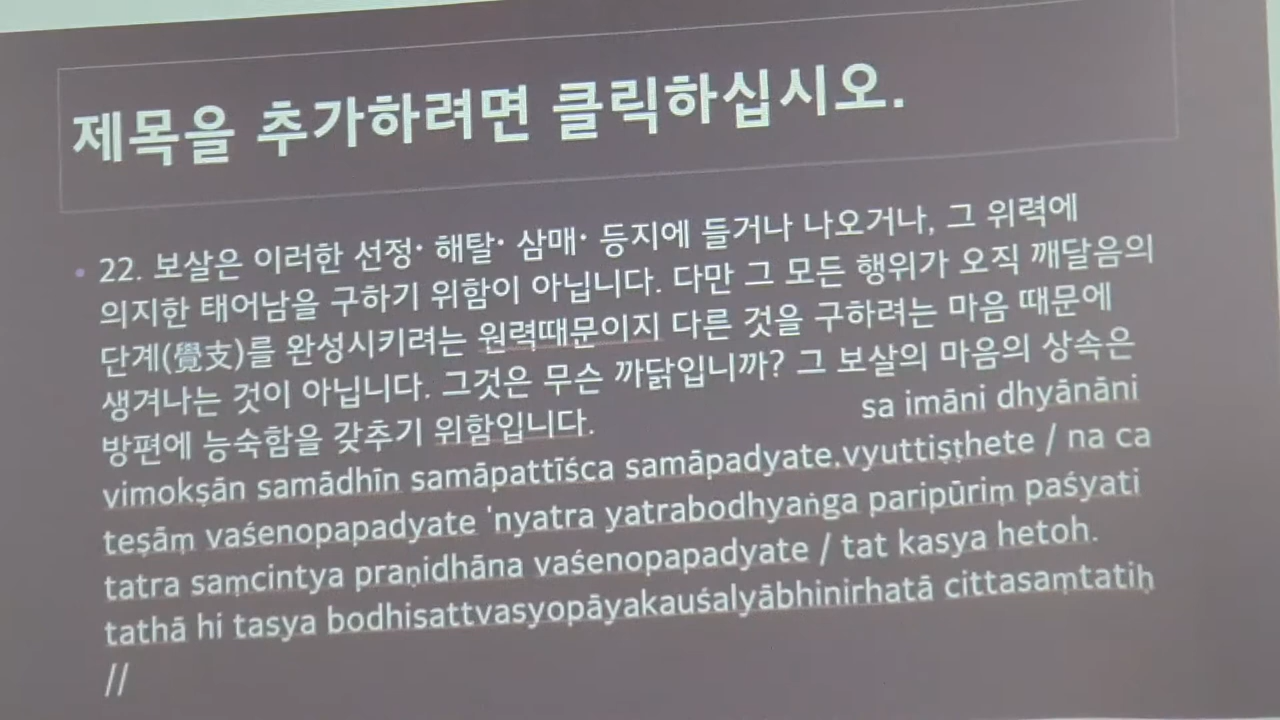 제목을 추가하려면 클릭하십시오.
• 22. 보살은 이러한 선정· 해탈· 삼매· 등지에 들거나 나오거나, 그 위력에
의지한 태어남을 구하기 위함이 아닙니다. 다만 그 모든 행위가 오직 깨달음의
단계(覺支)를 완성시키려는 원력때문이지 다른 것을 구하려는 마음 때문에
생겨나는 것이 아닙니다. 그것은 무슨 까닭입니까? 그 보살의 마음의 상속은
방편에 능숙함을 갖추기 위함입니다. sa imāni dhyānāni
vimokṣān samādhīn samāpattīśca samāpadyate.vyuttiṣṭhete / na ca
teṣāṃ vaśenopapadyate 'nyatra yatrabodhyaṅga paripūriṃ paśyati
tatra saṃcintya praṇidhāna vaśenopapadyate / tat kasya hetoh.
tathā hi tasya bodhisattvasyopāyakauśalyābhinirhatā cittasaṃtatiḥ
//